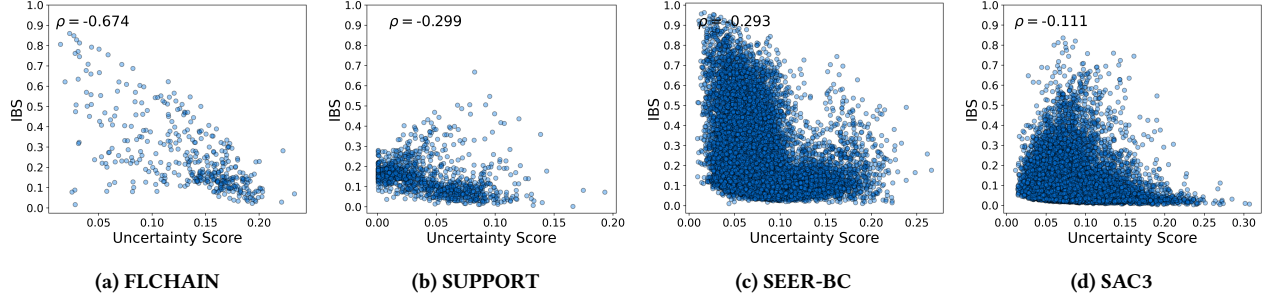 ρ = -0.674
1.0
0.9
0.8
0.7
0.6
0.5
0.4
0.3
0.2
0.1
0.0
IBS
0.05 0.10 0.15 0.20
Uncertainty Score
(a) FLCHAIN
ρ = -0.299
1.0
0.9
0.8
0.7
0.6
0.5
0.4
0.3
0.2
0.1
0.0
IBS
0.00 0.05 0.10 0.15 0.20
Uncertainty Score
(b) SUPPORT
ρ = -0.293
1.0
0.9
0.8
0.7
0.6
0.5
0.4
0.3
0.2
0.1
0.0
IBS
0.00 0.05 0.10 0.15 0.20 0.25
Uncertainty Score
(c) SEER-BC
ρ = -0.111
1.0
0.9
0.8
0.7
0.6
0.5
0.4
0.3
0.2
0.1
0.0
IBS
0.00 0.05 0.10 0.15 0.20 0.25 0.30
Uncertainty Score
(d) SAC3